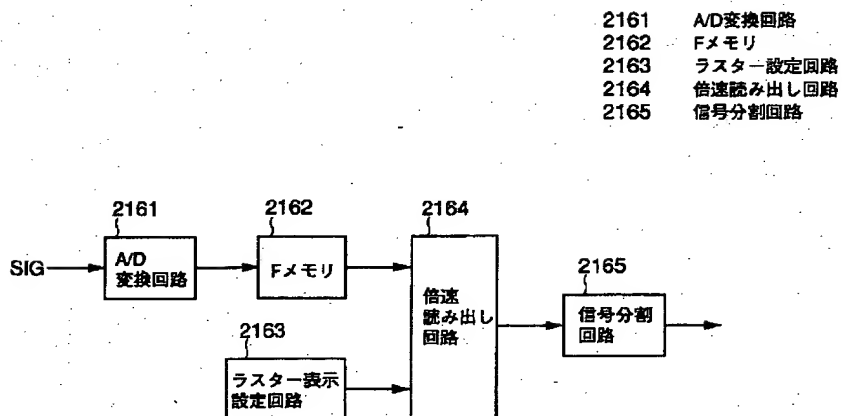 2161 A/D変換回路
2162 Fメモリ
2163 ラスター設定回路
2164 倍速読み出し回路
2165 信号分割回路
2161
2162
2164
SIG
A/D
変換回路
Fメモリ
倍速
読み出し
回路
2165
信号分割
回路
2163
ラスター表示
設定回路